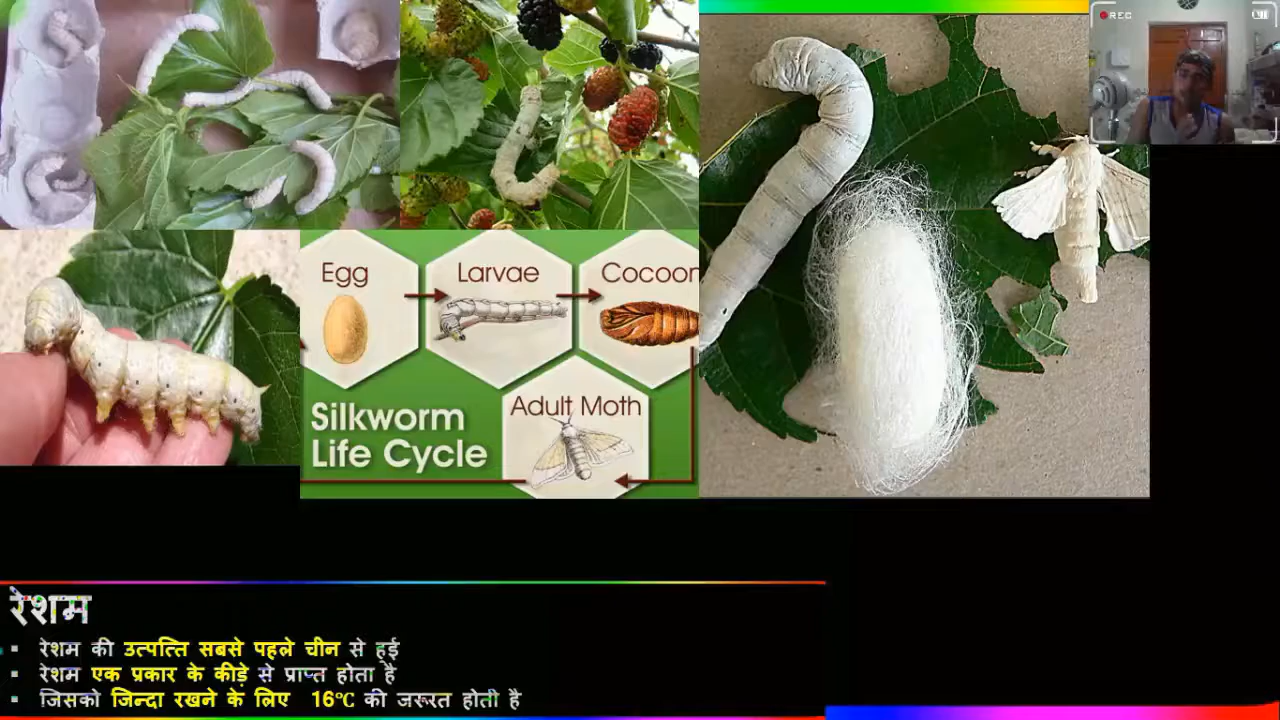 REC
Egg
Larvae
Cocoon
Adult Moth
Silkworm
Life Cycle
रेशम
▪ रेशम की उत्पत्ति सबसे पहले चीन से हुई
▪ रेशम एक प्रकार के कीड़े से प्राप्त होता है
▪ जिसको जिन्दा रखने के लिए 16℃ की जरूरत होती है